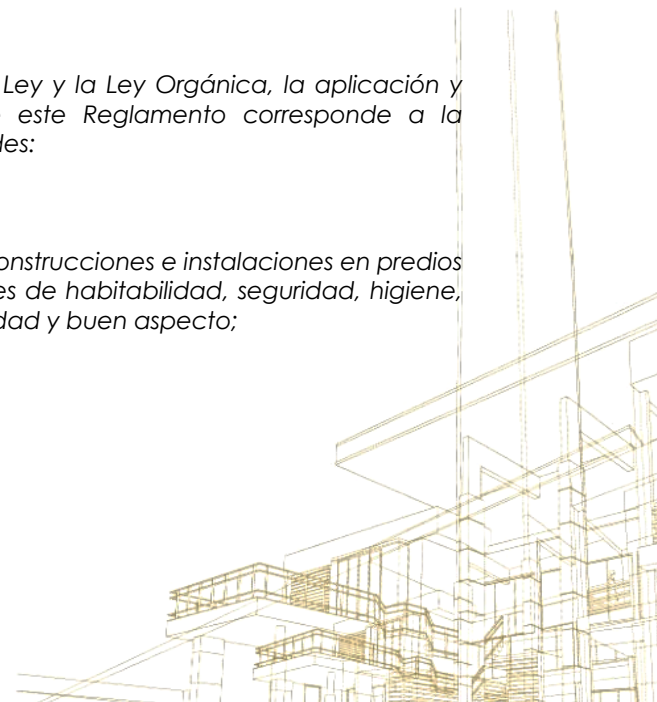 Ley y la Ley Orgánica, la aplicación y
este Reglamento corresponde a la
des:
onstrucciones e instalaciones en predios
es de habitabilidad, seguridad, higiene,
dad y buen aspecto;